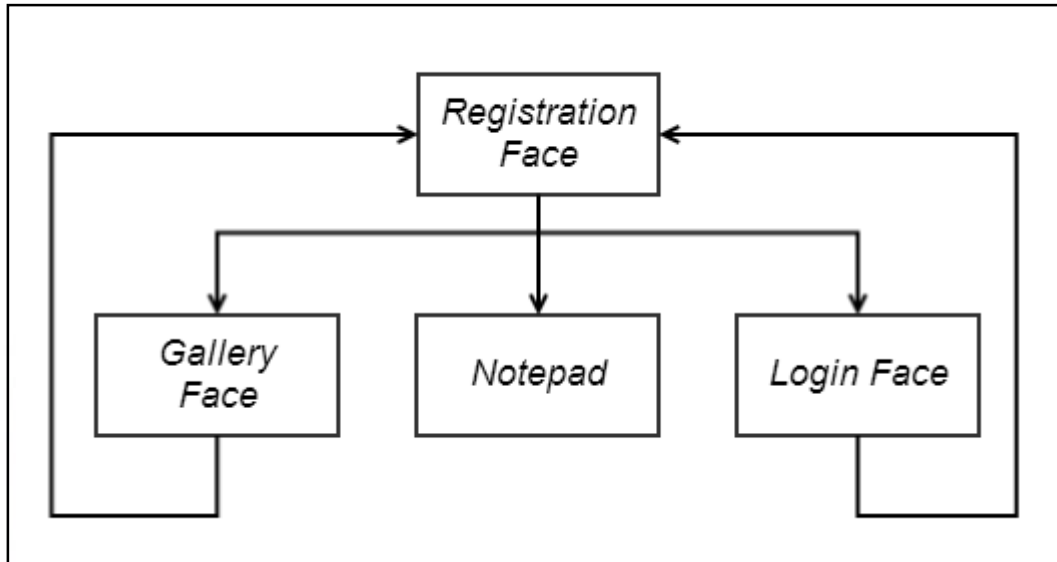 Registration
Face
Gallery
Face
Notepad
Login Face